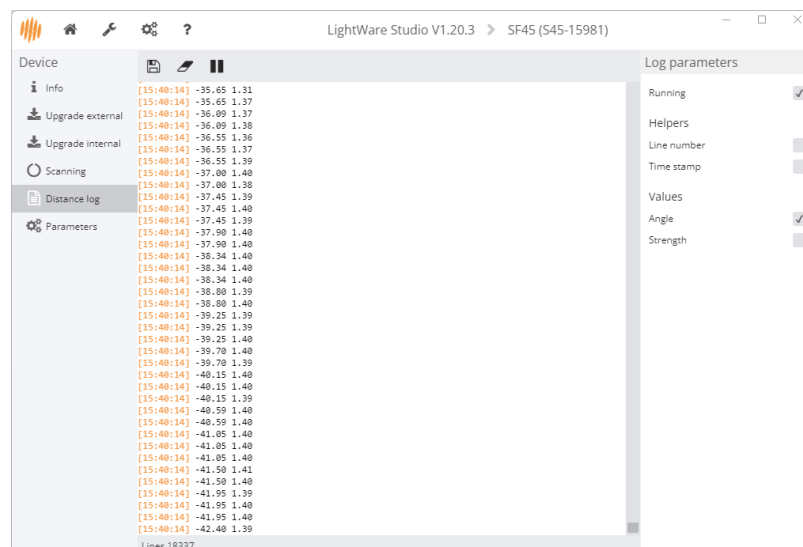 LightWare Studio V1.20.3 > SF45 (S45-15981)
Device
Info
Upgrade external
Upgrade internal
Scanning
Distance log
Parameters
[15:40:14] -35.65 1.31
[15:40:14] -35.65 1.37
[15:40:14] -36.09 1.37
[15:40:14] -36.09 1.38
[15:40:14] -36.55 1.36
[15:40:14] -36.55 1.37
[15:40:14] -36.55 1.39
[15:40:14] -37.00 1.40
[15:40:14] -37.00 1.38
[15:40:14] -37.45 1.39
[15:40:14] -37.45 1.40
[15:40:14] -37.45 1.39
[15:40:14] -37.90 1.40
[15:40:14] -37.90 1.40
[15:40:14] -38.34 1.40
[15:40:14] -38.34 1.40
[15:40:14] -38.34 1.40
[15:40:14] -38.80 1.39
[15:40:14] -38.80 1.40
[15:40:14] -39.25 1.39
[15:40:14] -39.25 1.39
[15:40:14] -39.25 1.40
[15:40:14] -39.70 1.40
[15:40:14] -39.70 1.39
[15:40:14] -40.15 1.40
[15:40:14] -40.15 1.40
[15:40:14] -40.15 1.39
[15:40:14] -40.59 1.40
[15:40:14] -40.59 1.40
[15:40:14] -41.05 1.40
[15:40:14] -41.05 1.40
[15:40:14] -41.05 1.40
[15:40:14] -41.50 1.41
[15:40:14] -41.50 1.40
[15:40:14] -41.95 1.39
[15:40:14] -41.95 1.40
[15:40:14] -41.95 1.40
[15:40:14] -42.40 1.39
Lines 18337
Log parameters
Running
Helpers
Line number
Time stamp
Values
Angle
Strength